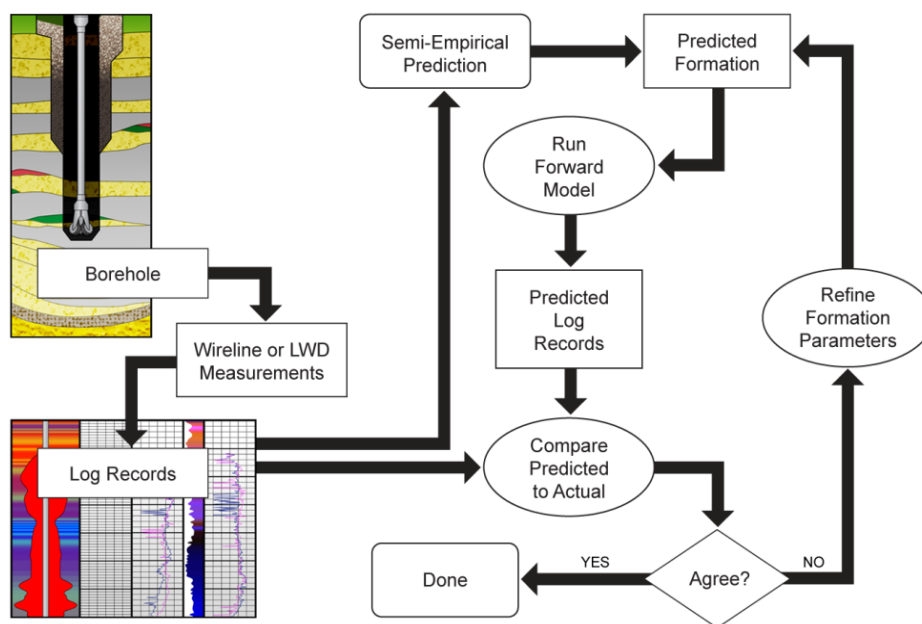 Semi-Empirical
Prediction
Predicted
Formation
Run
Forward
Model
Borehole
Predicted
Log
Records
Refine
Formation
Parameters
Wireline or LWD
Measurements
Log Records
Compare
Predicted
to Actual
Agree?
YES
NO
Done